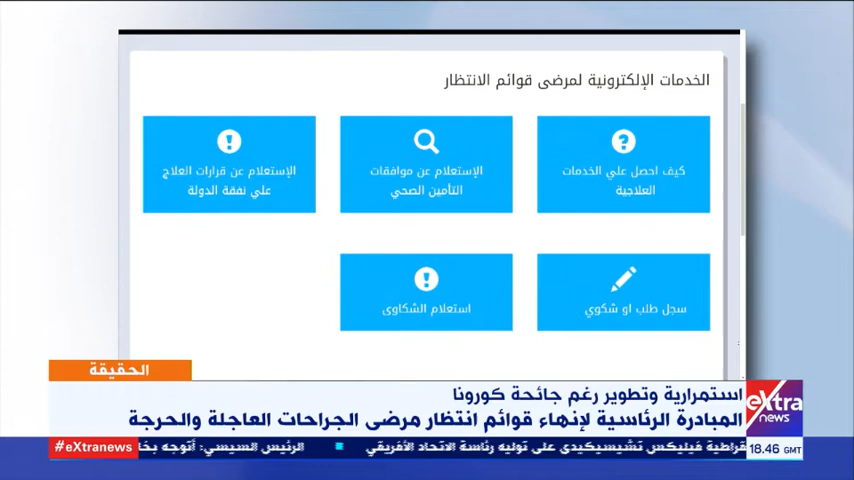 الخدمات الإلكترونية لمرضى قوائم الانتظار
كيف احصل علي الخدمات
العلاجية
الإستعلام عن موافقات
التأمين الصحي
الإستعلام عن قرارات العلاج
علي نفقة الدولة
سجل طلب او شكوي
استعلام الشكاوى
الحقيقة
استمرارية وتطوير رغم جائحة كورونا
المبادرة الرئاسية لإنهاء قوائم انتظار مرضى الجراحات العاجلة والحرجة
eXtra
news
18.46 GMT
فيليكس تشيسيكيدى على توليه رئاسة الاتحاد الأفريقي
الرئيس السيسي: أتوجه
#eXtranews